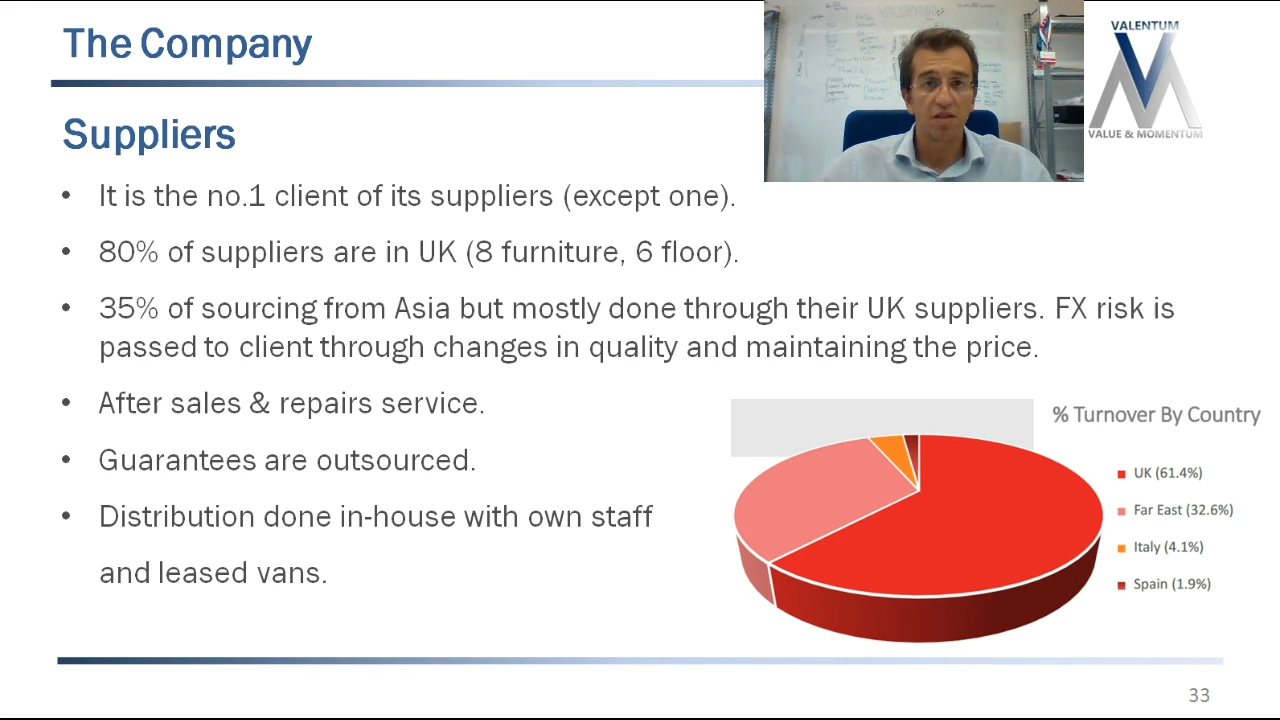 The Company
VALENTUM
VALUE & MOMENTUM
Suppliers
• It is the no.1 client of its suppliers (except one).
• 80% of suppliers are in UK (8 furniture, 6 floor).
• 35% of sourcing from Asia but mostly done through their UK suppliers. FX risk is
passed to client through changes in quality and maintaining the price.
• After sales & repairs service.
• Guarantees are outsourced.
• Distribution done in-house with own staff
and leased vans.
% Turnover By Country
UK (61.4%)
Far East (32.6%)
Italy (4.1%)
Spain (1.9%)
33